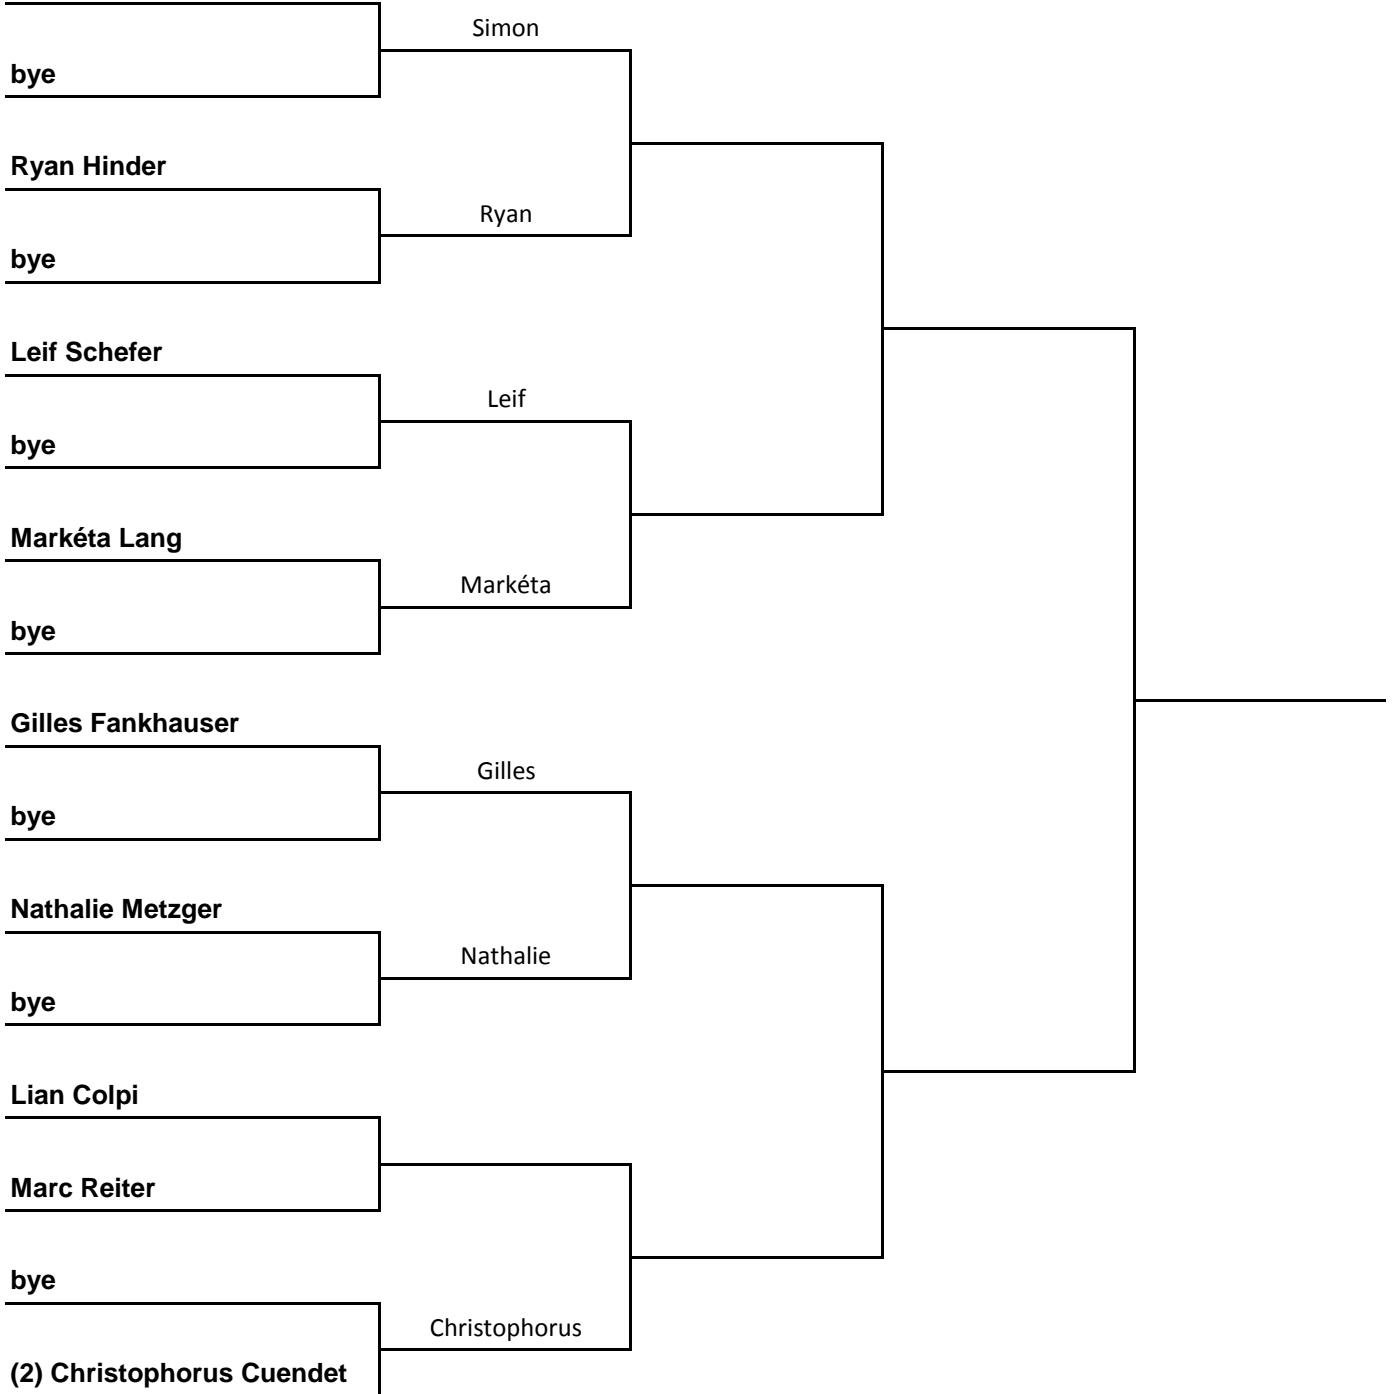 Simon
bye
Ryan Hinder
Ryan
bye
Leif Schefer
Leif
bye
Markéta Lang
Markéta
bye
Gilles Fankhauser
Gilles
bye
Nathalie Metzger
Nathalie
bye
Lian Colpi
Marc Reiter
bye
Christophorus
(2) Christophorus Cuendet